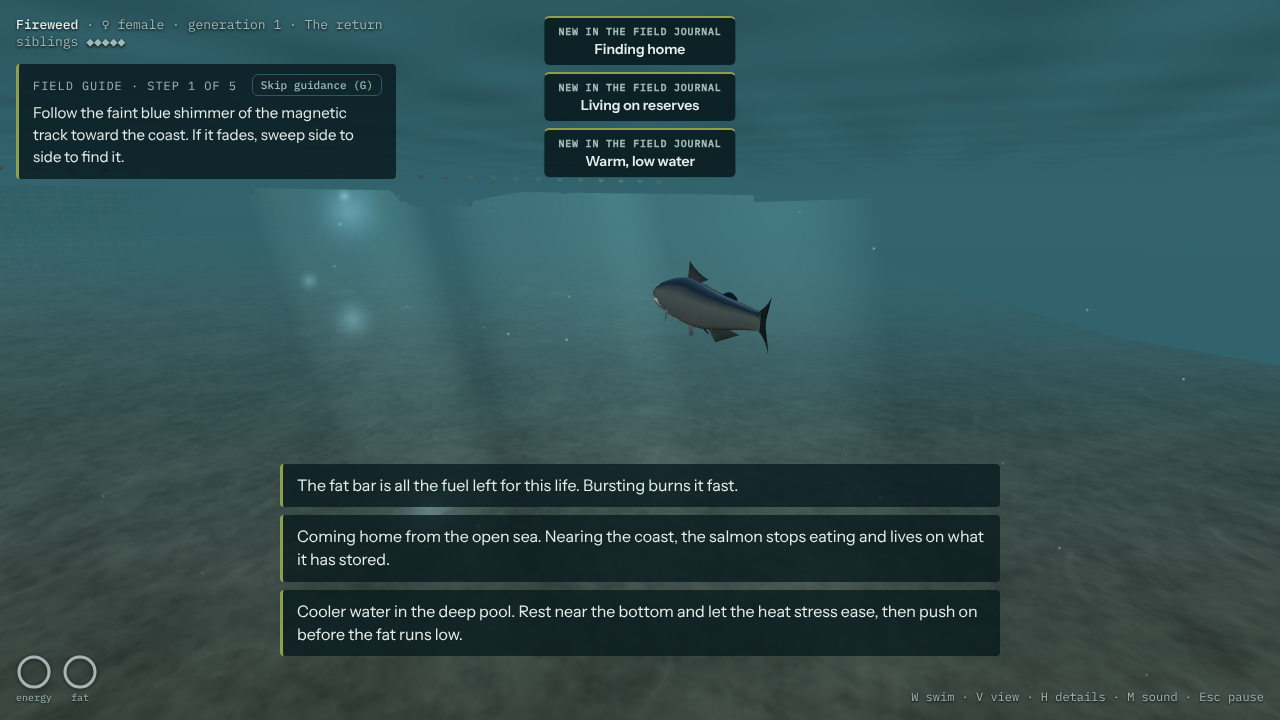 Fireweed · ♀ female · generation 1 · The return
siblings ◆◆◆◆◆
FIELD GUIDE · STEP 1 OF 5
Skip guidance (G)
Follow the faint blue shimmer of the magnetic
track toward the coast. If it fades, sweep side to
side to find it.
NEW IN THE FIELD JOURNAL
Finding home
NEW IN THE FIELD JOURNAL
Living on reserves
NEW IN THE FIELD JOURNAL
Warm, low water
The fat bar is all the fuel left for this life. Bursting burns it fast.
Coming home from the open sea. Nearing the coast, the salmon stops eating and lives on what
it has stored.
Cooler water in the deep pool. Rest near the bottom and let the heat stress ease, then push on
before the fat runs low.
energy
fat
W swim · V view · H details · M sound · Esc pause